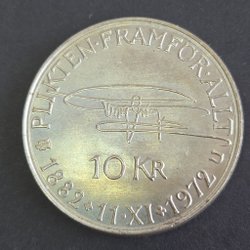 PLIKTEN·FRAMFÖR·ALLT
10 KR
1882 · 11·XI · 1972 U